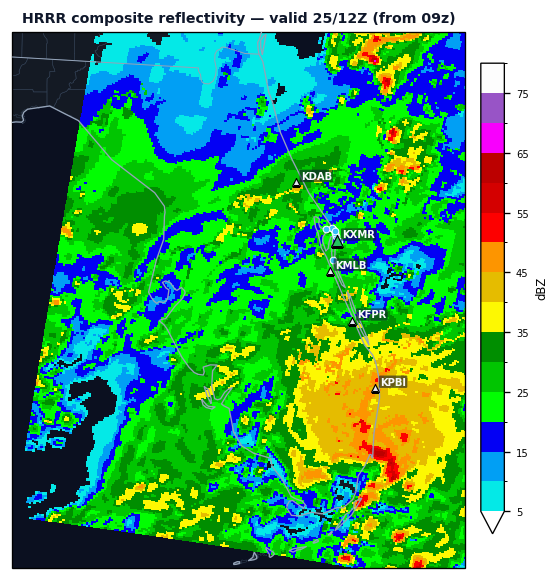 HRRR composite reflectivity — valid 25/12Z (from 09z)
KDAB
KXMR
KMLB
KFPR
KPBI
75
65
55
45
35
25
15
5
dBZ